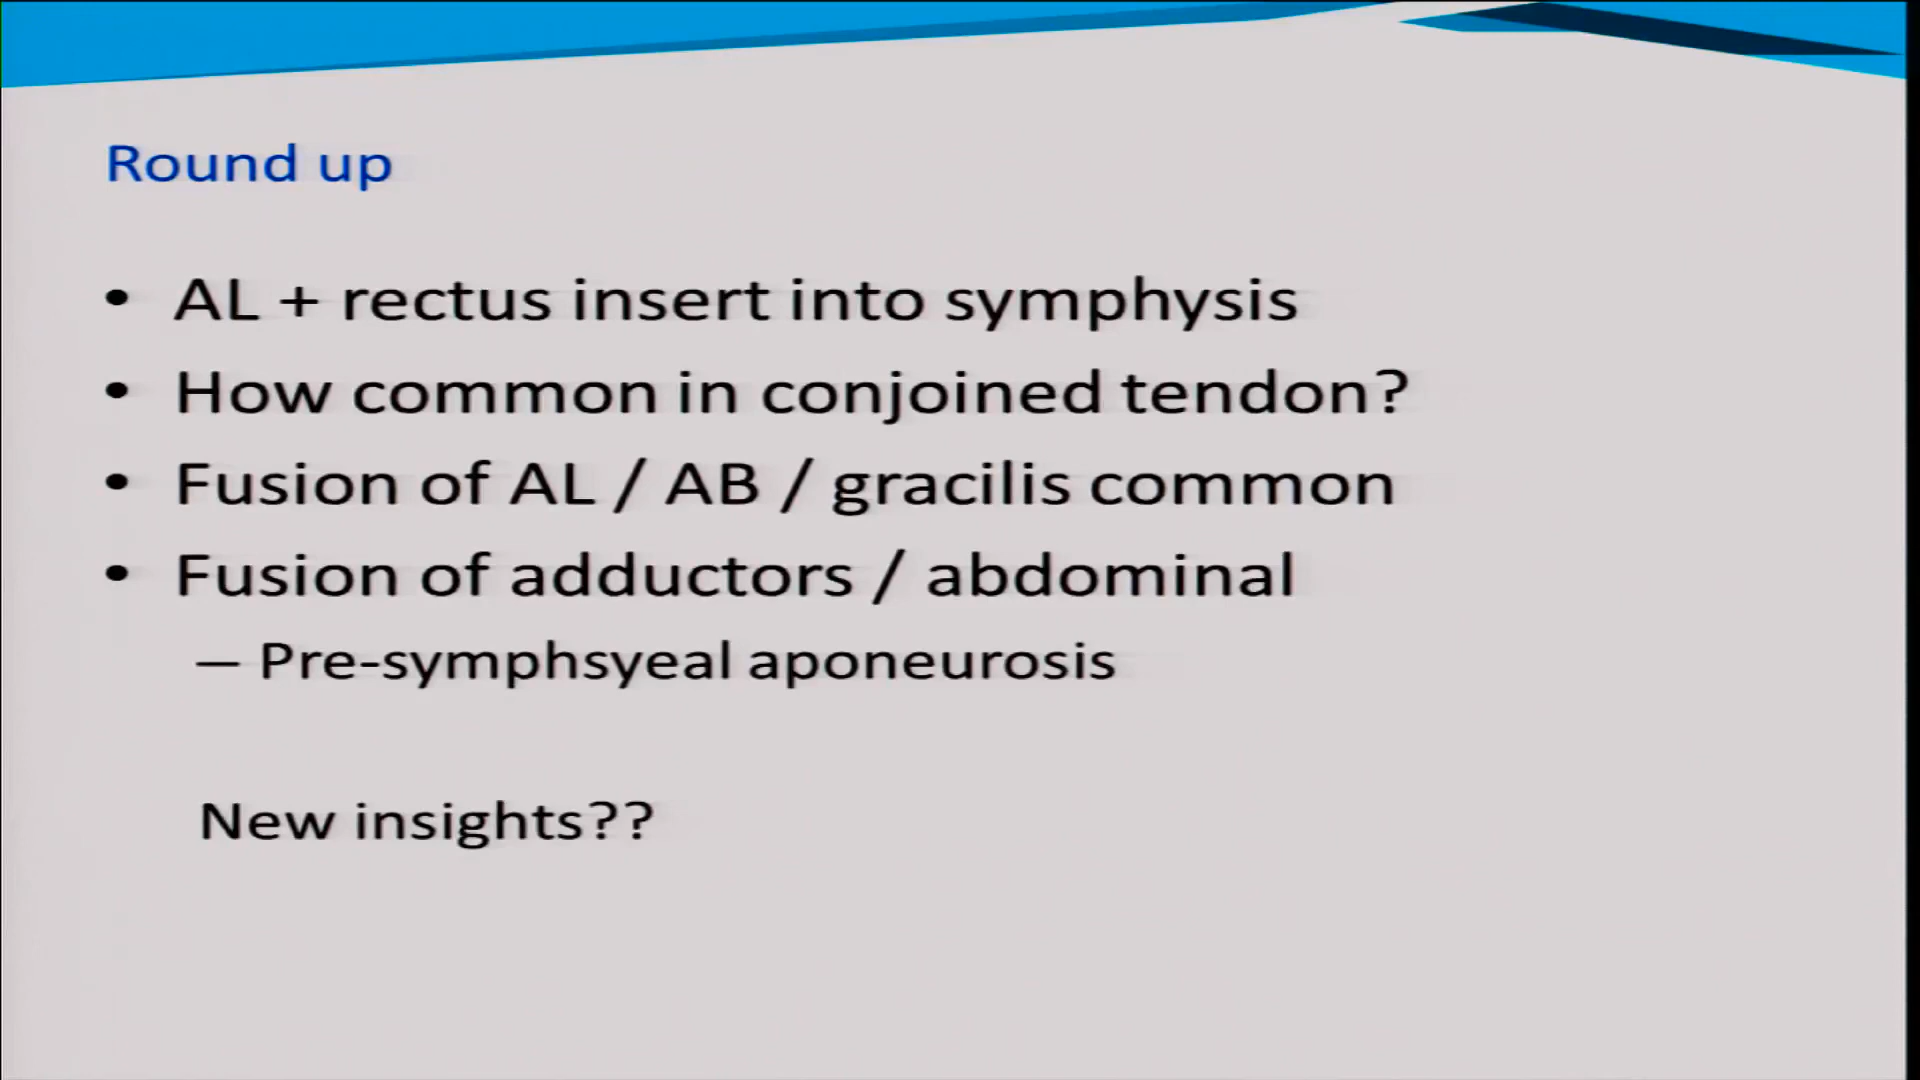 Round up
• AL + rectus insert into symphysis
• How common in conjoined tendon?
• Fusion of AL / AB / gracilis common
• Fusion of adductors / abdominal
– Pre-symphsyeal aponeurosis
New insights??